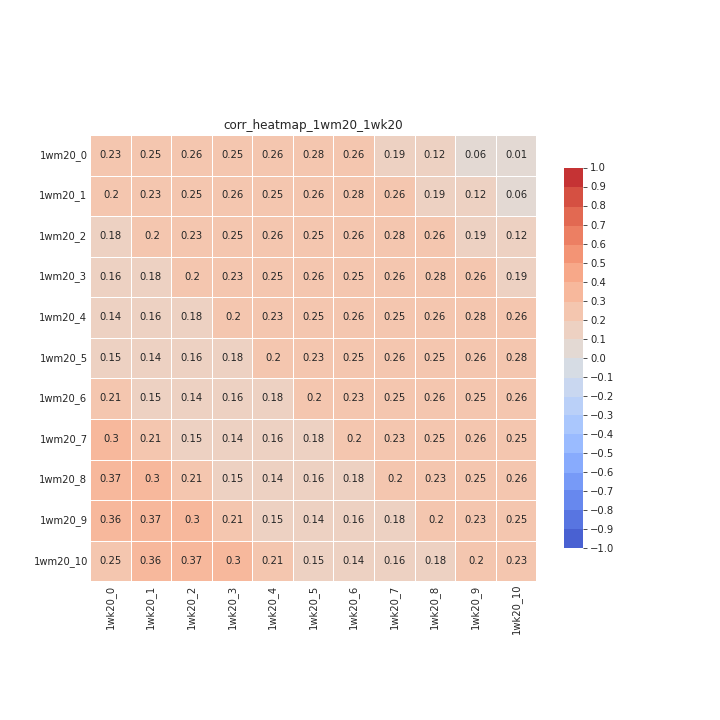 corr_heatmap_1wm20_1wk20
1wm20_0 0.23 0.25 0.26 0.25 0.26 0.28 0.26 0.19 0.12 0.06 0.01
1wm20_1 0.2 0.23 0.25 0.26 0.25 0.26 0.28 0.26 0.19 0.12 0.06
1wm20_2 0.18 0.2 0.23 0.25 0.26 0.25 0.26 0.28 0.26 0.19 0.12
1wm20_3 0.16 0.18 0.2 0.23 0.25 0.26 0.25 0.26 0.28 0.26 0.19
1wm20_4 0.14 0.16 0.18 0.2 0.23 0.25 0.26 0.25 0.26 0.28 0.26
1wm20_5 0.15 0.14 0.16 0.18 0.2 0.23 0.25 0.26 0.25 0.26 0.28
1wm20_6 0.21 0.15 0.14 0.16 0.18 0.2 0.23 0.25 0.26 0.25 0.26
1wm20_7 0.3 0.21 0.15 0.14 0.16 0.18 0.2 0.23 0.25 0.26 0.25
1wm20_8 0.37 0.3 0.21 0.15 0.14 0.16 0.18 0.2 0.23 0.25 0.26
1wm20_9 0.36 0.37 0.3 0.21 0.15 0.14 0.16 0.18 0.2 0.23 0.25
1wm20_10 0.25 0.36 0.37 0.3 0.21 0.15 0.14 0.16 0.18 0.2 0.23
1wk20_0 1wk20_1 1wk20_2 1wk20_3 1wk20_4 1wk20_5 1wk20_6 1wk20_7 1wk20_8 1wk20_9 1wk20_10
1.0
0.9
0.8
0.7
0.6
0.5
0.4
0.3
0.2
0.1
0.0
−0.1
−0.2
−0.3
−0.4
−0.5
−0.6
−0.7
−0.8
−0.9
−1.0